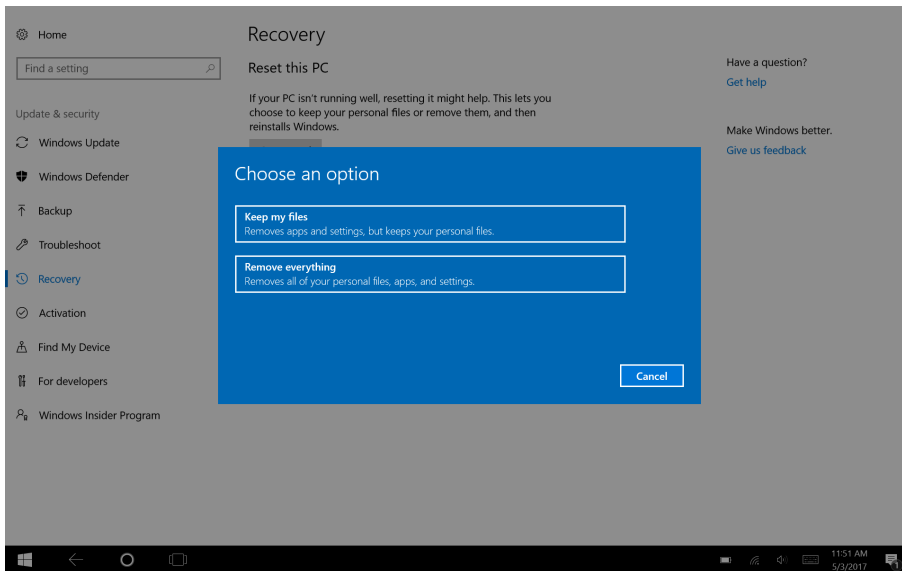 Home
Find a setting
Update & security
Windows Update
Windows Defender
Backup
Troubleshoot
Recovery
Activation
Find My Device
For developers
Windows Insider Program
Recovery
Reset this PC
If your PC isn't running well, resetting it might help. This lets you
choose to keep your personal files or remove them, and then
reinstalls Windows.
Choose an option
Keep my files
Removes apps and settings, but keeps your personal files.
Remove everything
Removes all of your personal files, apps, and settings.
Cancel
Have a question?
Get help
Make Windows better.
Give us feedback
11:51 AM
5/3/2017
1